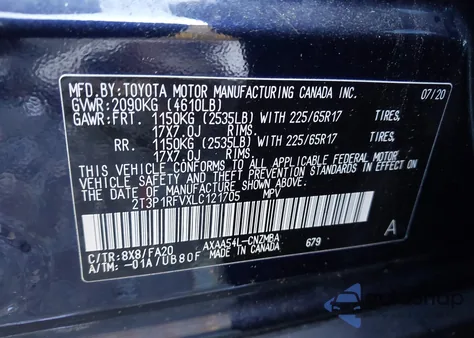 MFD.BY:TOYOTA MOTOR MANUFACTURING CANADA INC. 07/20
GVWR:2090KG (4610LB)
GAWR:FRT. 1150KG (2535LB) WITH 225/65R17 TIRES,
17X7.0J RIMS.
RR. 1150KG (2535LB) WITH 225/65R17 TIRES,
17X7.0J RIMS.
THIS VEHICLE CONFORMS TO ALL APPLICABLE FEDERAL MOTOR
VEHICLE SAFETY AND THEFT PREVENTION STANDARDS IN EFFECT ON
THE DATE OF MANUFACTURE SHOWN ABOVE.
2T3P1RFVXLC121705 MPV
A
C/TR:8X8/FA20 AXAA54L-CNZMBA 679
A/TM: -01A/UB80F MADE IN CANADA